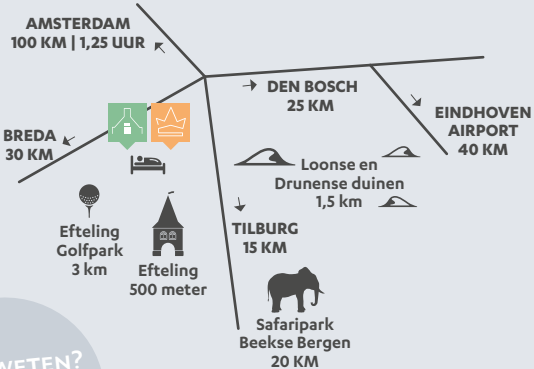 AMSTERDAM
100 KM | 1,25 UUR
DEN BOSCH
25 KM
EINDHOVEN
AIRPORT
40 KM
BREDA
30 KM
Loonse en
Drunense duinen
1,5 km
Efteling
Golfpark
3 km
Efteling
500 meter
TILBURG
15 KM
Safaripark
Beekse Bergen
20 KM
WETEN?